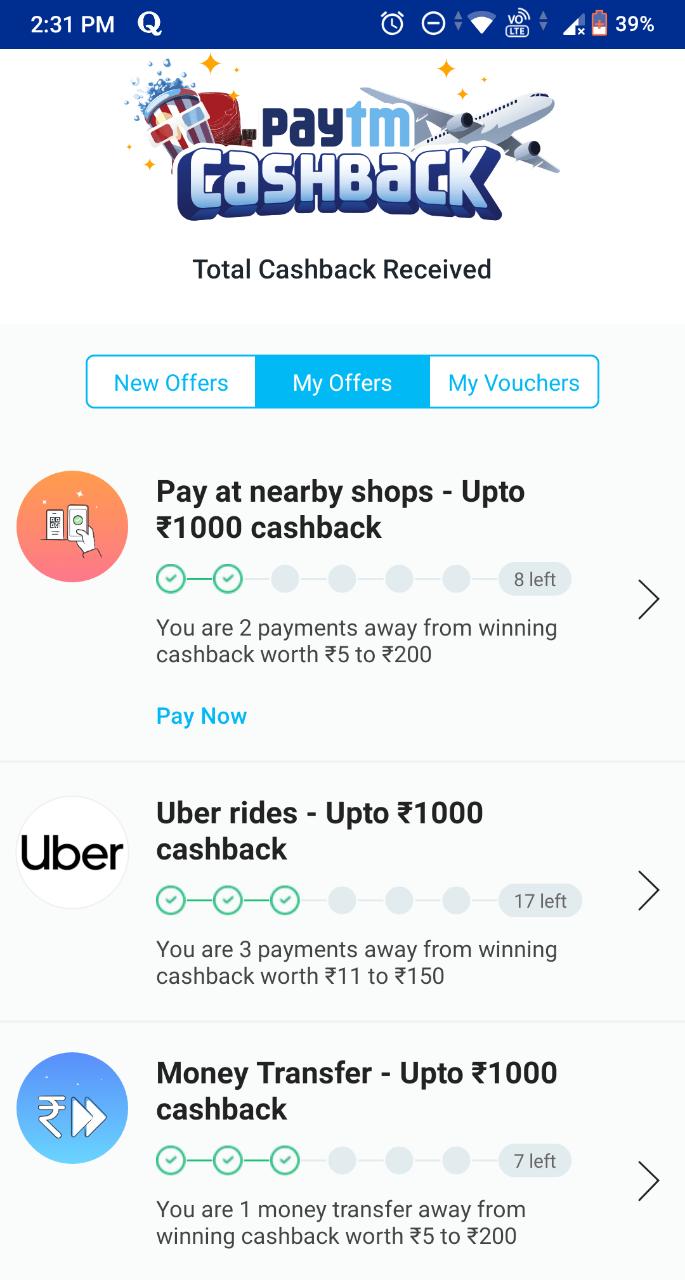 2:31 PM Q VO LTE 39%
paytm
CASHBACK
Total Cashback Received
New Offers My Offers My Vouchers
Pay at nearby shops - Upto
₹1000 cashback
8 left
You are 2 payments away from winning
cashback worth ₹5 to ₹200
Pay Now
Uber
Uber rides - Upto ₹1000
cashback
17 left
You are 3 payments away from winning
cashback worth ₹11 to ₹150
₹
Money Transfer - Upto ₹1000
cashback
7 left
You are 1 money transfer away from
winning cashback worth ₹5 to ₹200